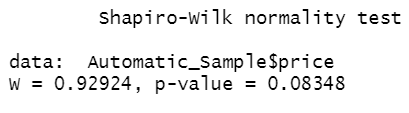 Shapiro-Wilk normality test
data: Automatic_Sample$price
W = 0.92924, p-value = 0.08348